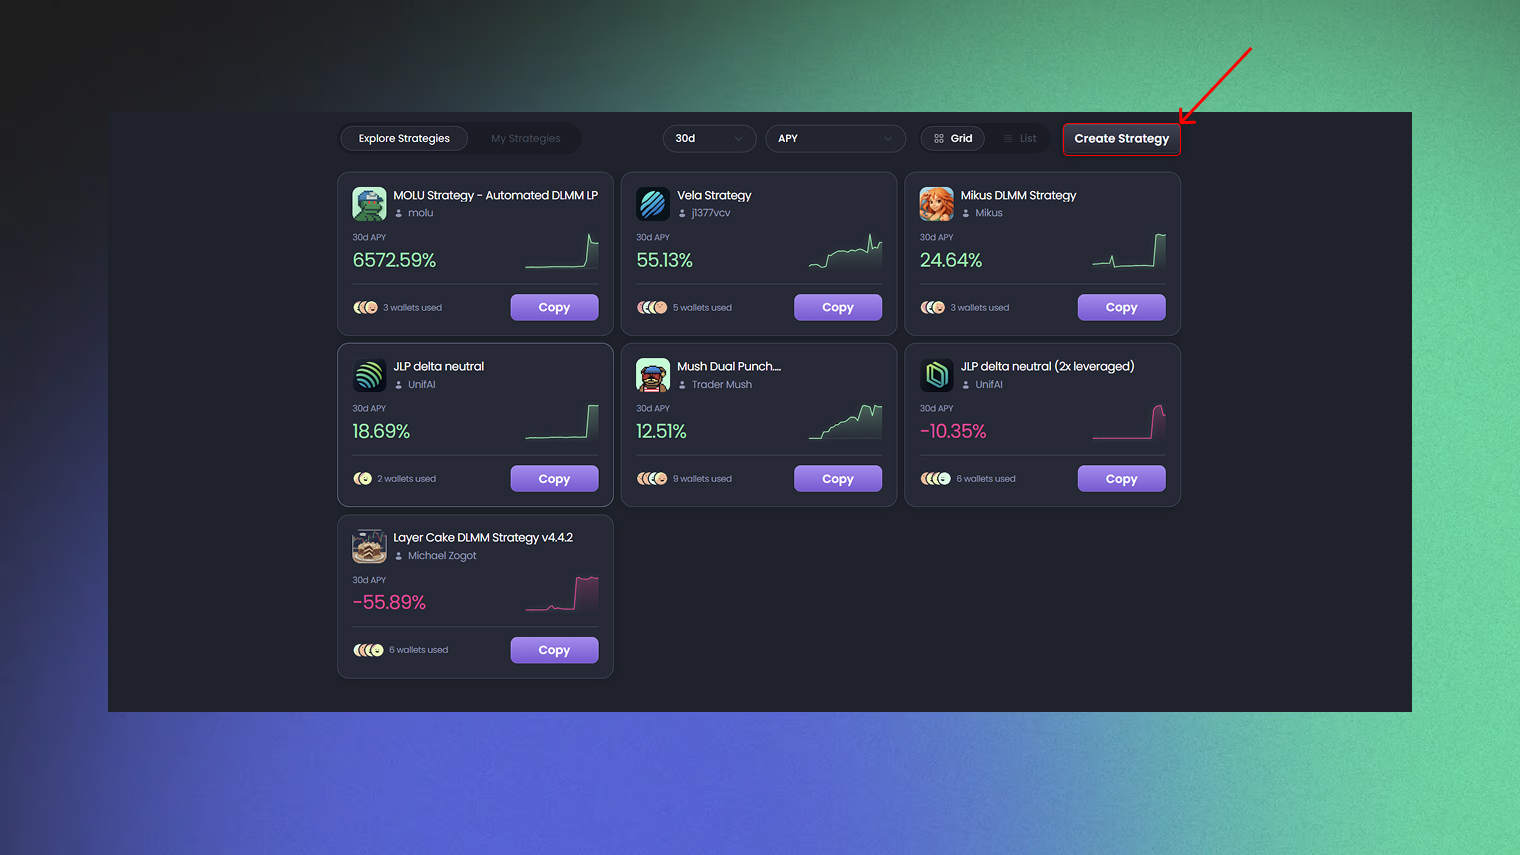 Explore Strategies
My Strategies
30d
APY
Grid
List
Create Strategy
MOLU Strategy - Automated DLMM LP
molu
30d APY
6572.59%
3 wallets used
Copy
Vela Strategy
j1377vcv
30d APY
55.13%
5 wallets used
Copy
Mikus DLMM Strategy
Mikus
30d APY
24.64%
3 wallets used
Copy
JLP delta neutral
UnifAI
30d APY
18.69%
2 wallets used
Copy
Mush Dual Punch....
Trader Mush
30d APY
12.51%
9 wallets used
Copy
JLP delta neutral (2x leveraged)
UnifAI
30d APY
-10.35%
6 wallets used
Copy
Layer Cake DLMM Strategy v4.4.2
Michael Zogot
30d APY
-55.89%
6 wallets used
Copy